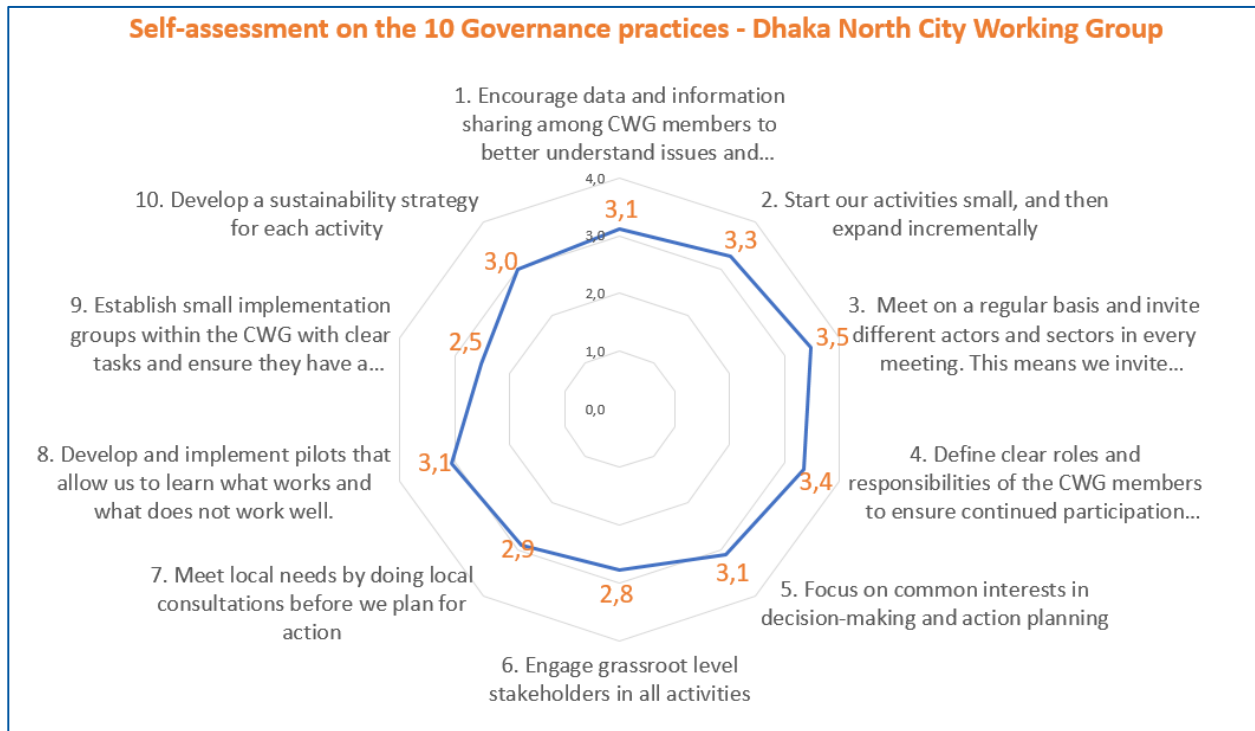 Self-assessment on the 10 Governance practices - Dhaka North City Working Group
1. Encourage data and information
sharing among CWG members to
better understand issues and...
2. Start our activities small, and then
expand incrementally
3.  Meet on a regular basis and invite
different actors and sectors in every
meeting. This means we invite...
4. Define clear roles and
responsibilities of the CWG members
to ensure continued participation...
5. Focus on common interests in
decision-making and action planning
6. Engage grassroot level
stakeholders in all activities
7. Meet local needs by doing local
consultations before we plan for
action
8. Develop and implement pilots that
allow us to learn what works and
what does not work well.
9. Establish small implementation
groups within the CWG with clear
tasks and ensure they have a...
10. Develop a sustainability strategy
for each activity
4,0
3,0
2,0
1,0
0,0
3,1
3,3
3,5
3,4
3,1
2,8
2,9
3,1
2,5
3,0